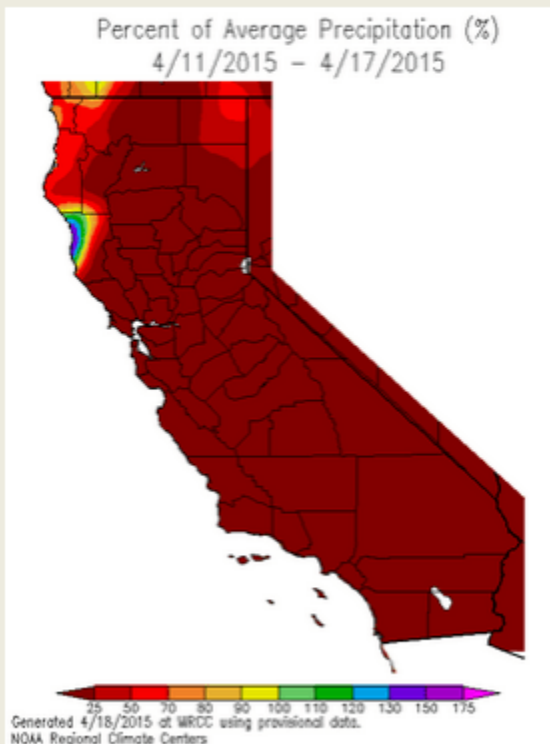 Percent of Average Precipitation (%)
4/11/2015 – 4/17/2015
25 50 70 80 90 100 110 120 130 150 175
Generated 4/18/2015 at WRCC using provisional data.
NOAA Regional Climate Centers